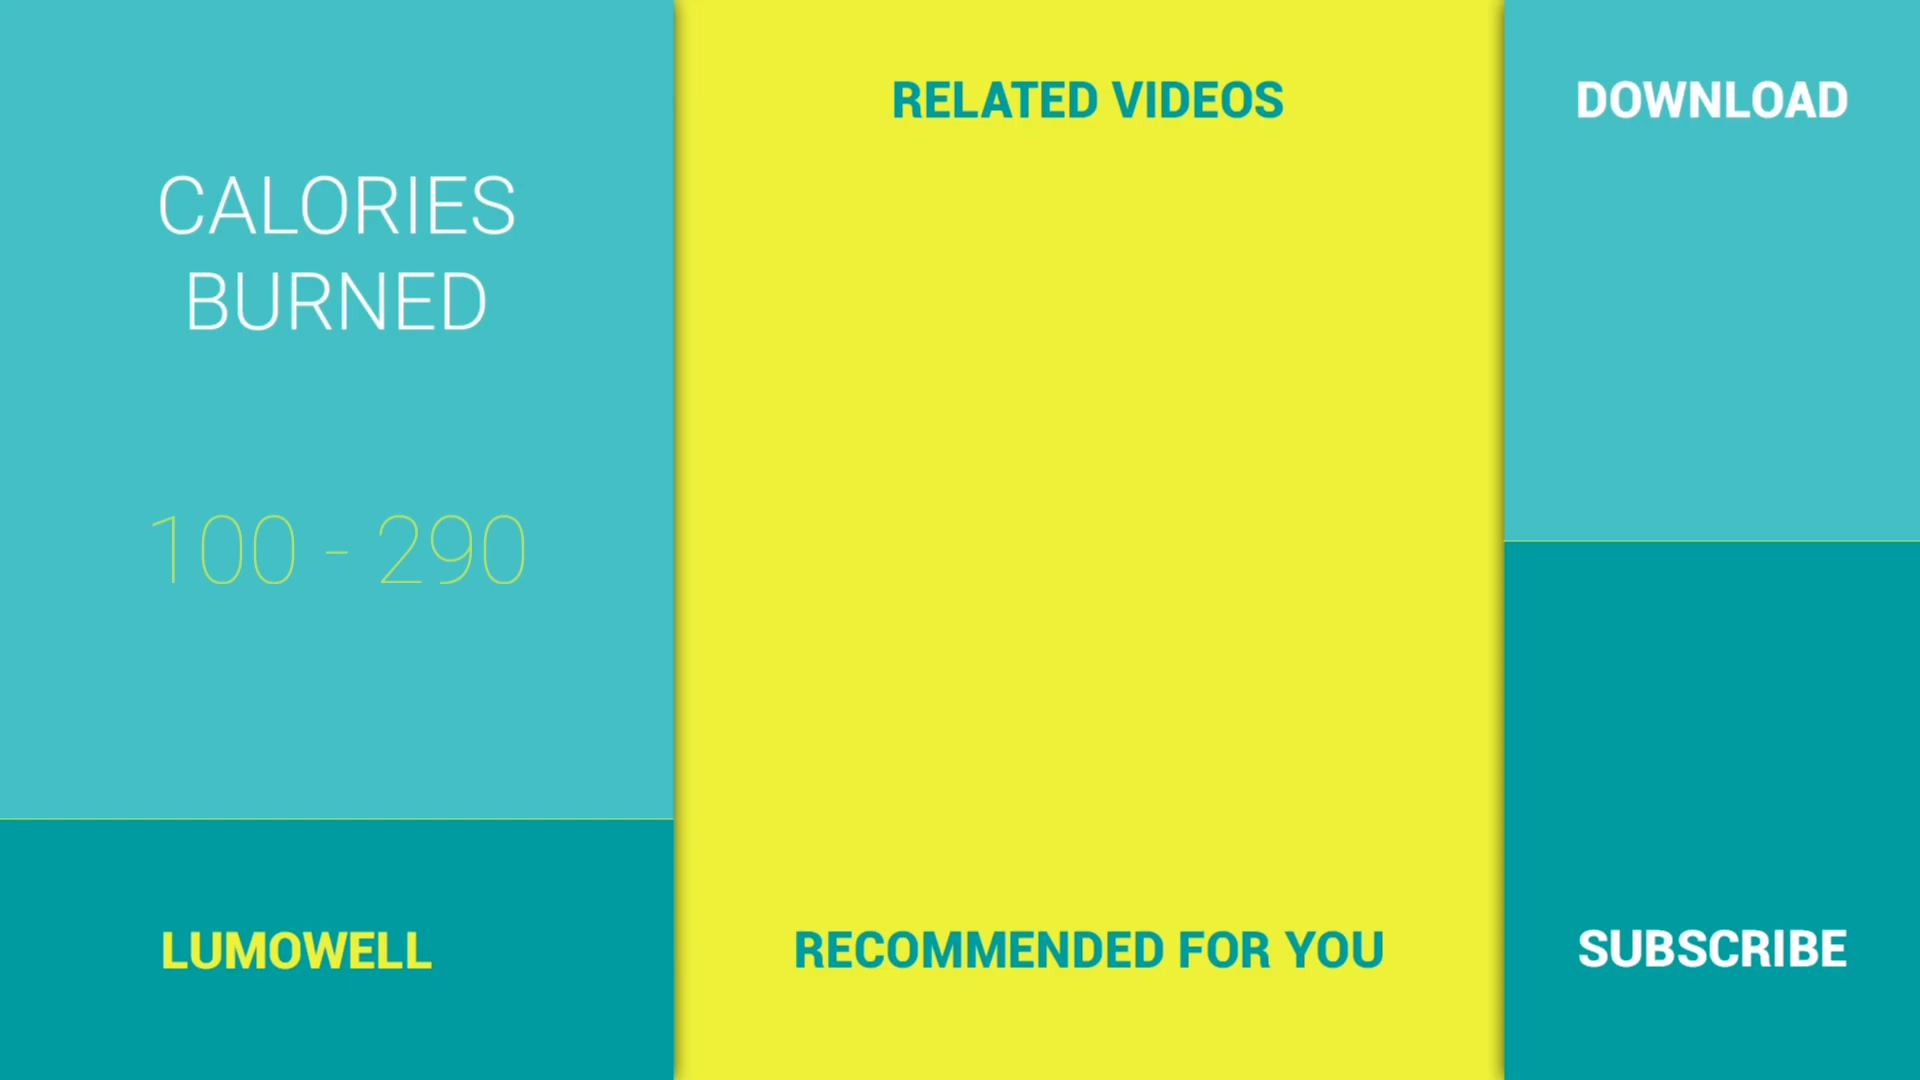 CALORIES
BURNED
100 - 290
LUMOWELL
RELATED VIDEOS
RECOMMENDED FOR YOU
DOWNLOAD
SUBSCRIBE